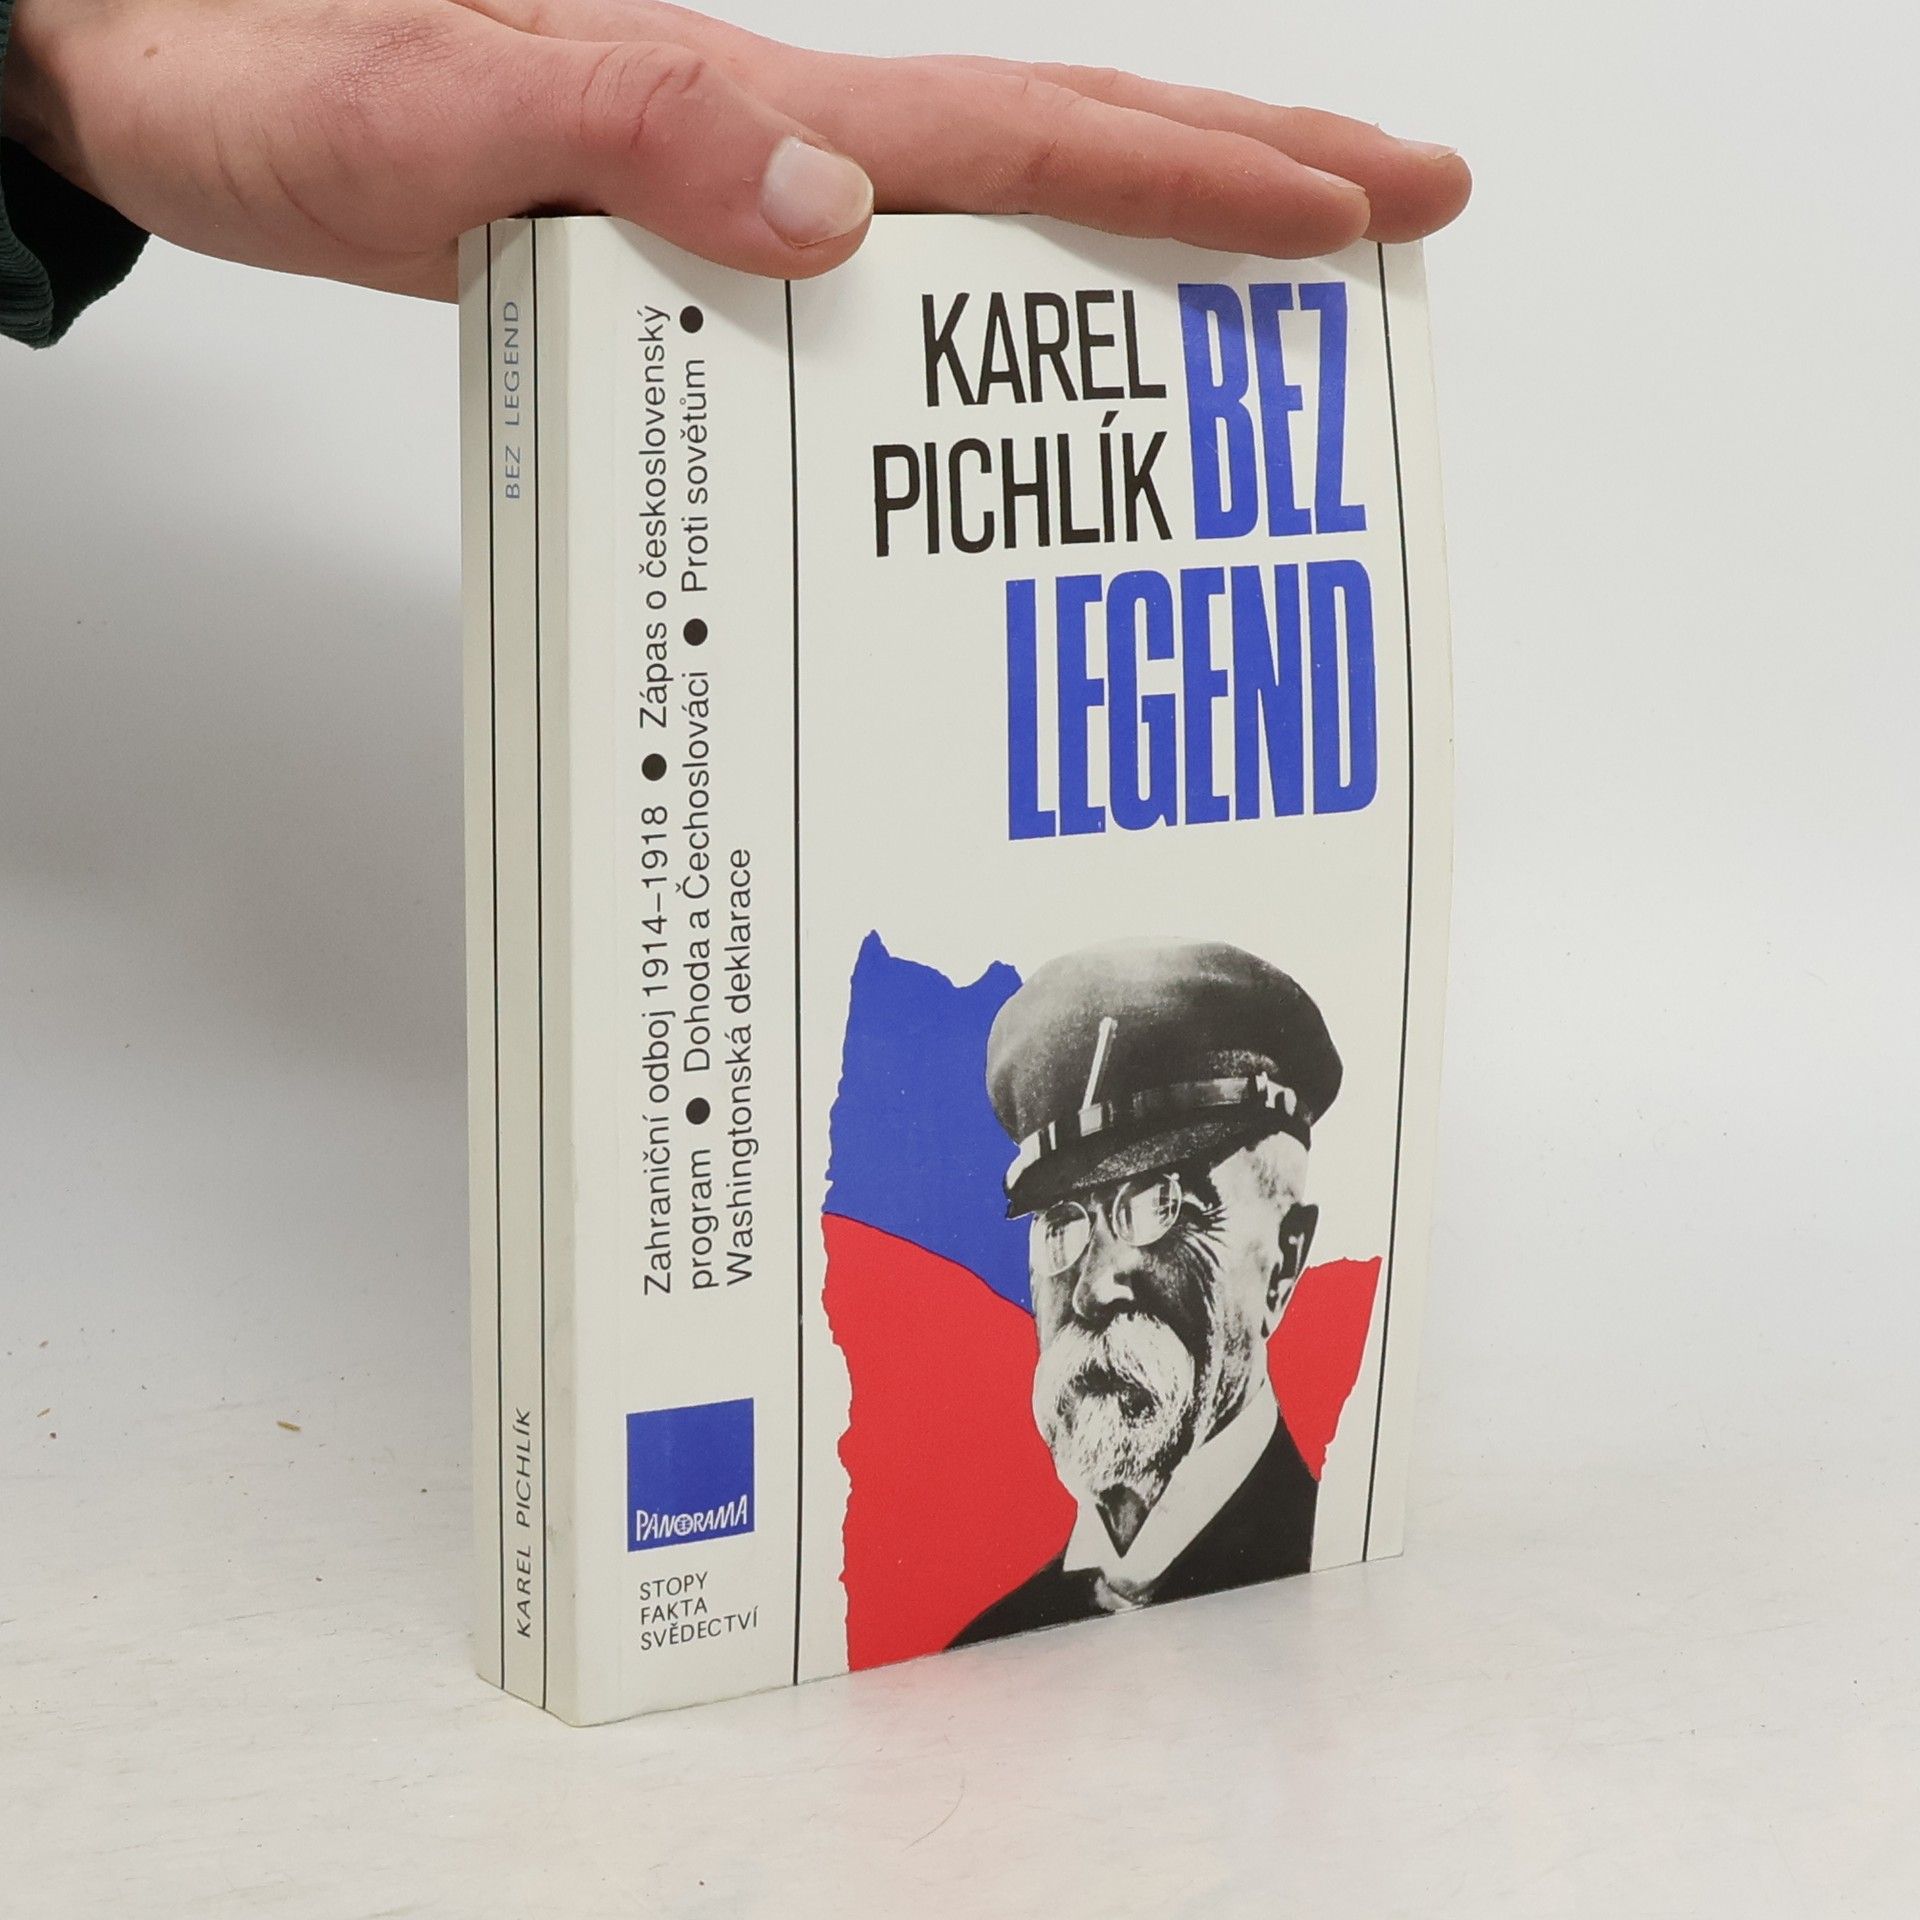 BEZ LEGEND
KAREL PICHLÍK
Zahraniční odboj 1914–1918 ● Zápas o československý
program ● Dohoda a Čechoslováci ● Proti sovětům ●
Washingtonská deklarace
PANORAMA
STOPY
FAKTA
SVĚDECTVÍ
KAREL
PICHLÍK
BEZ
LEGEND